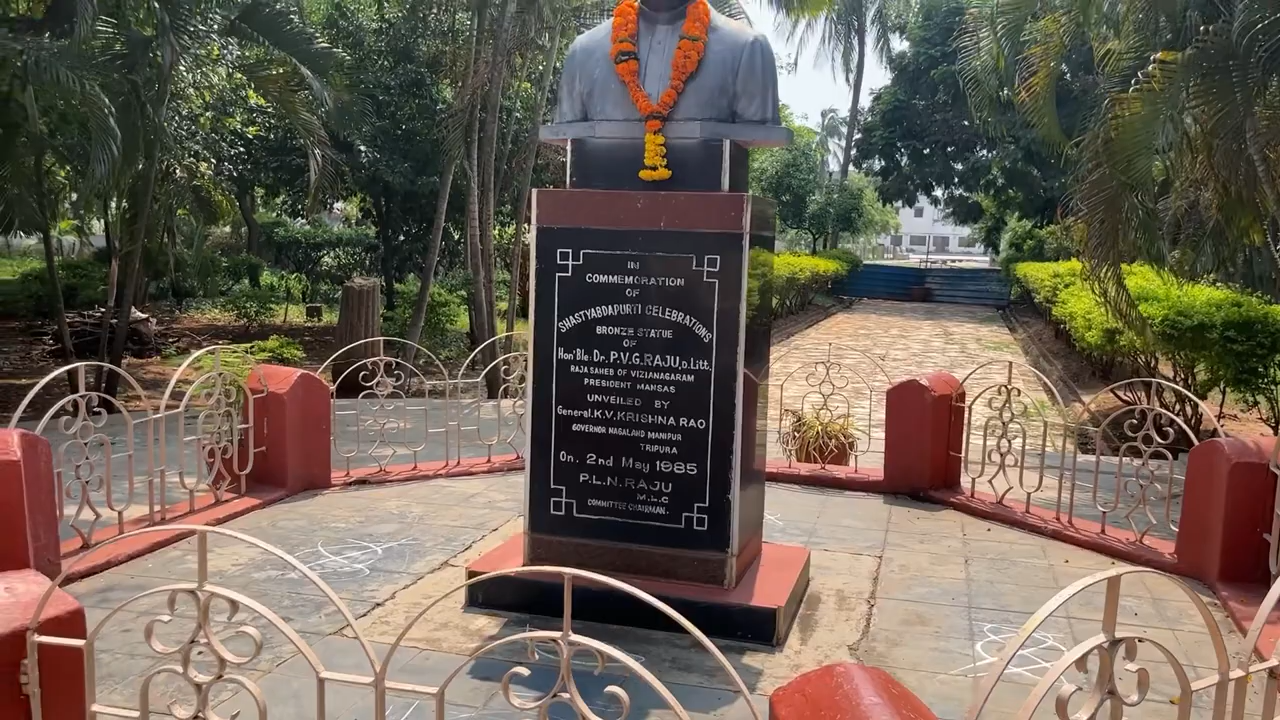 IN
COMMEMORATION
OF
SHASTYABDAPURTI CELEBRATIONS
BRONZE STATUE
OF
Hon'Ble: Dr. P.V.G.RAJU, D.Litt.
RAJA SAHEB OF VIZIANAGARAM
PRESIDENT MANSAS
UNVEILED BY
General.K.V.KRISHNA RAO
GOVERNOR NAGALAND MANIPUR
TRIPURA
On. 2nd May 1985
P.L.N.RAJU
M.L.C
COMMITTEE CHAIRMAN.